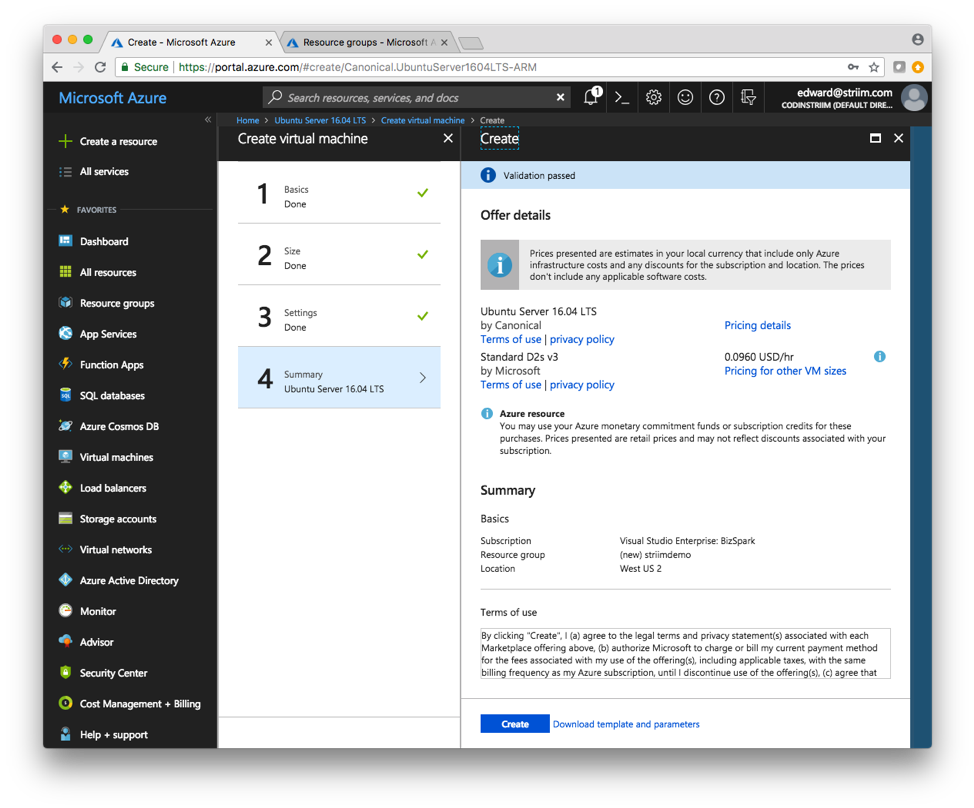 Create - Microsoft Azure
Resource groups - Microsoft A
Secure
https://portal.azure.com/#create/Canonical.UbuntuServer1604LTS-ARM
Microsoft Azure
Search resources, services, and docs
1
edward@striim.com
CODINSTRIIM (DEFAULT DIRE...
Create a resource
All services
FAVORITES
Dashboard
All resources
Resource groups
App Services
Function Apps
SQL databases
Azure Cosmos DB
Virtual machines
Load balancers
Storage accounts
Virtual networks
Azure Active Directory
Monitor
Advisor
Security Center
Cost Management + Billing
Help + support
Home > Ubuntu Server 16.04 LTS > Create virtual machine > Create
Create virtual machine
1
Basics
Done
2
Size
Done
3
Settings
Done
4
Summary
Ubuntu Server 16.04 LTS
Create
Validation passed
Offer details
Prices presented are estimates in your local currency that include only Azure
infrastructure costs and any discounts for the subscription and location. The prices
don't include any applicable software costs.
Ubuntu Server 16.04 LTS
by Canonical
Pricing details
Terms of use | privacy policy
Standard D2s v3
0.0960 USD/hr
by Microsoft
Pricing for other VM sizes
Terms of use | privacy policy
Azure resource
You may use your Azure monetary commitment funds or subscription credits for these
purchases. Prices presented are retail prices and may not reflect discounts associated with your
subscription.
Summary
Basics
Subscription
Visual Studio Enterprise: BizSpark
Resource group
(new) striimdemo
Location
West US 2
Terms of use
By clicking "Create", I (a) agree to the legal terms and privacy statement(s) associated with each
Marketplace offering above, (b) authorize Microsoft to charge or bill my current payment method
for the fees associated with my use of the offering(s), including applicable taxes, with the same
billing frequency as my Azure subscription, until I discontinue use of the offering(s), (c) agree that
Create
Download template and parameters